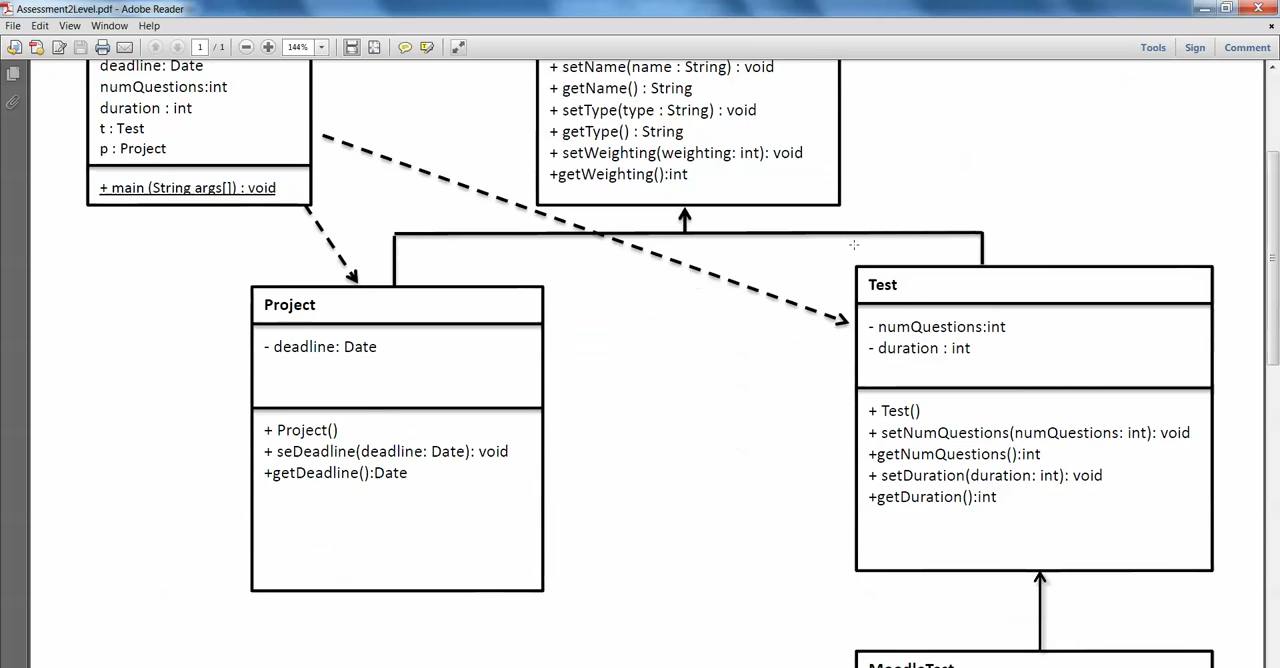 Assessment2Level.pdf - Adobe Reader
File Edit View Window Help
1 / 1 144% Tools Sign Comment
deadline: Date
numQuestions:int
duration : int
t : Test
p : Project
+ main (String args[]) : void
+ setName(name : String) : void
+ getName() : String
+ setType(type : String) : void
+ getType() : String
+ setWeighting(weighting: int): void
+getWeighting():int
Project
- deadline: Date
+ Project()
+ seDeadline(deadline: Date): void
+getDeadline():Date
Test
- numQuestions:int
- duration : int
+ Test()
+ setNumQuestions(numQuestions: int): void
+getNumQuestions():int
+ setDuration(duration: int): void
+getDuration():int
MoodleTest